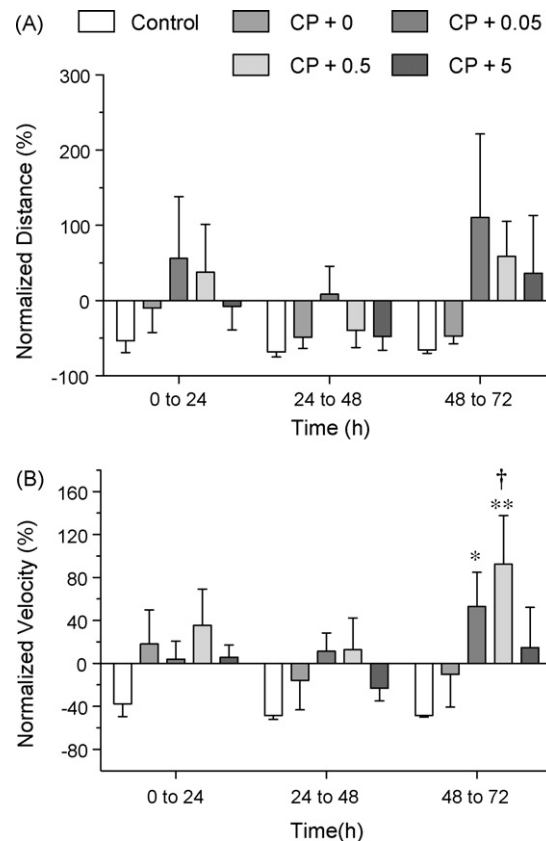 (A) Control CP + 0 CP + 0.05
CP + 0.5 CP + 5
300
200
100
0
-100
Normalized Distance (%)
0 to 24 24 to 48 48 to 72
Time (h)
(B)
160
120
80
40
0
-40
-80
Normalized Velocity (%)
†
**
*
0 to 24 24 to 48 48 to 72
Time(h)